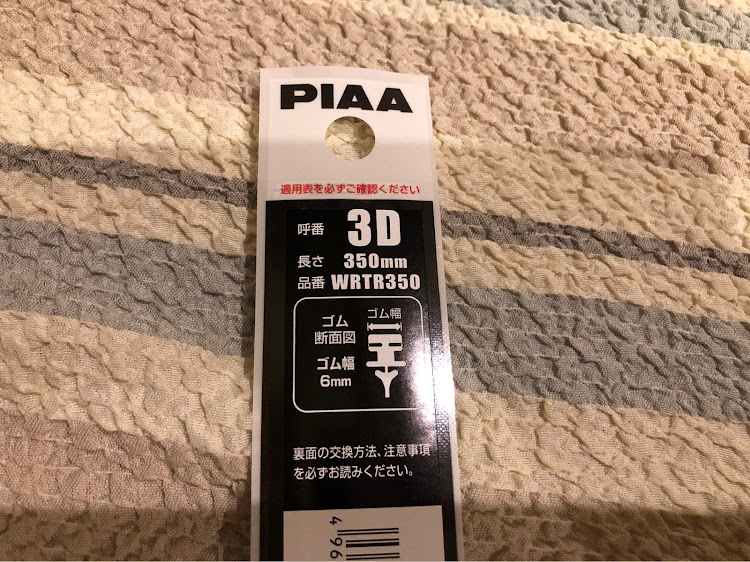 PIAA
適用表を必ずご確認ください
呼番 3D
長さ 350mm
品番 WRTR350
ゴム幅
ゴム
断面図
ゴム幅
6mm
裏面の交換方法、注意事項
を必ずお読みください。
4 96